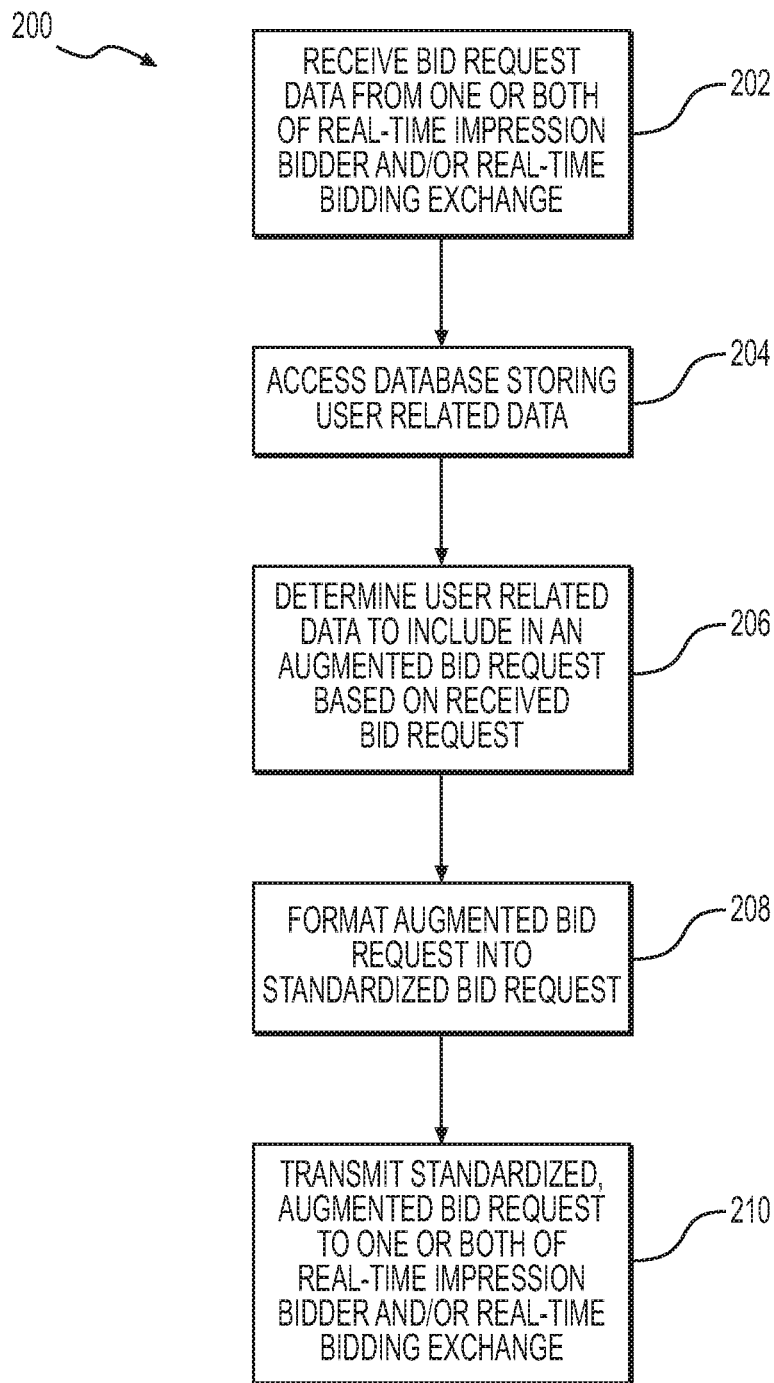 200
RECEIVE BID REQUEST
DATA FROM ONE OR BOTH
OF REAL-TIME IMPRESSION
BIDDER AND/OR REAL-TIME
BIDDING EXCHANGE
202
ACCESS DATABASE STORING
USER RELATED DATA
204
DETERMINE USER RELATED
DATA TO INCLUDE IN AN
AUGMENTED BID REQUEST
BASED ON RECEIVED
BID REQUEST
206
FORMAT AUGMENTED BID
REQUEST INTO
STANDARDIZED BID REQUEST
208
TRANSMIT STANDARDIZED,
AUGMENTED BID REQUEST
TO ONE OR BOTH OF
REAL-TIME IMPRESSION
BIDDER AND/OR REAL-TIME
BIDDING EXCHANGE
210